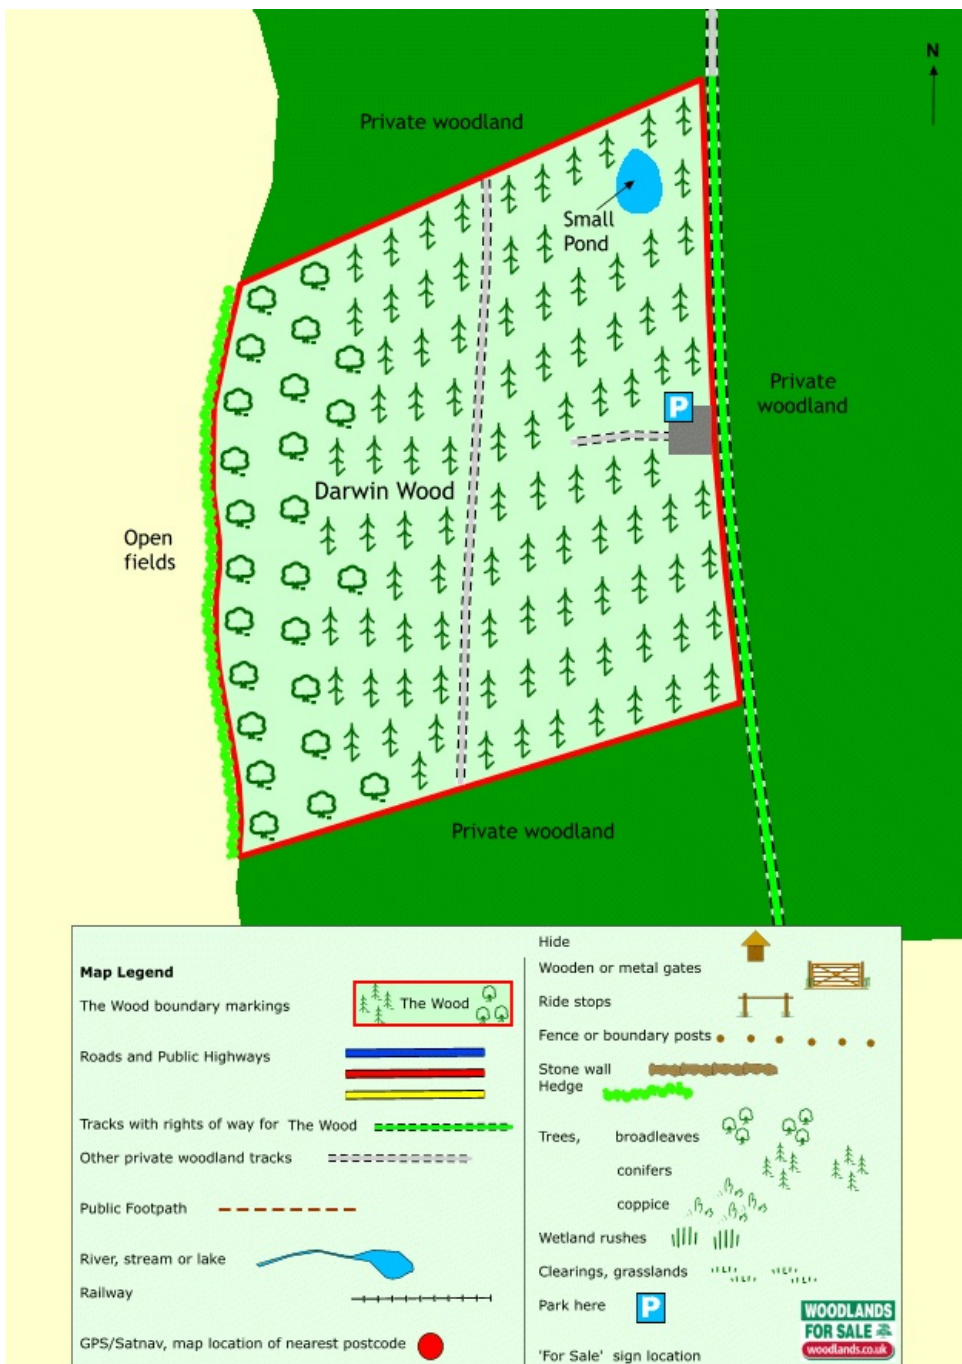 N
Private woodland
Small
Pond
Private
woodland
P
Darwin Wood
Open
fields
Private woodland
Map Legend
The Wood boundary markings
The Wood
Roads and Public Highways
Tracks with rights of way for The Wood
Other private woodland tracks
Public Footpath
River, stream or lake
Railway
GPS/Satnav, map location of nearest postcode
Hide
Wooden or metal gates
Ride stops
Fence or boundary posts
Stone wall
Hedge
Trees, broadleaves
conifers
coppice
Wetland rushes
Clearings, grasslands
Park here P
'For Sale' sign location
WOODLANDS
FOR SALE
woodlands.co.uk